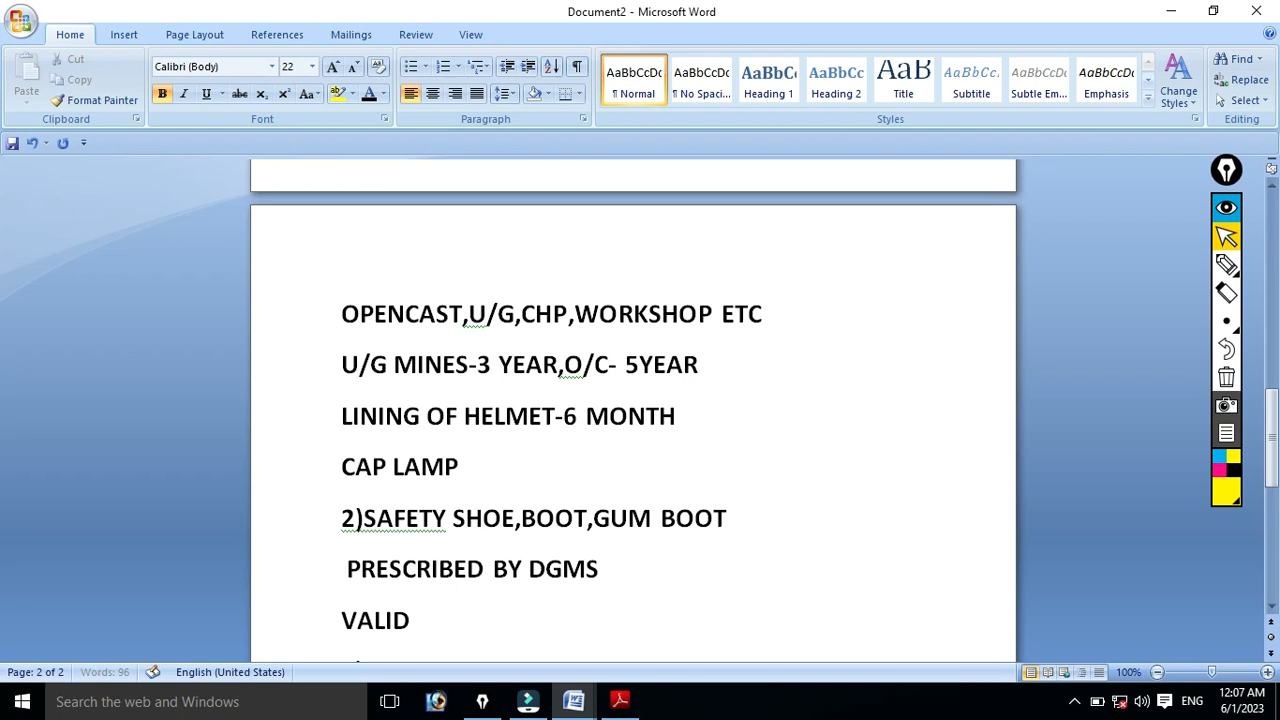 Document2 - Microsoft Word
Home Insert Page Layout References Mailings Review View
Paste
Cut
Copy
Format Painter
Clipboard
Calibri (Body) 22
B I U abc X₂ X² Aa
Font
Paragraph
AaBbCcDc AaBbCcDc AaBbCc AaBbCc AaB AaBbCc. AaBbCcDc AaBbCcDc
¶ Normal ¶ No Spaci... Heading 1 Heading 2 Title Subtitle Subtle Em... Emphasis
Change Styles
Styles
Find
Replace
Select
Editing
OPENCAST,U/G,CHP,WORKSHOP ETC
U/G MINES-3 YEAR,O/C- 5YEAR
LINING OF HELMET-6 MONTH
CAP LAMP
2)SAFETY SHOE,BOOT,GUM BOOT
PRESCRIBED BY DGMS
VALID
Page: 2 of 2 Words: 96 English (United States) 100%
Search the web and Windows
ENG
12:07 AM
6/1/2023